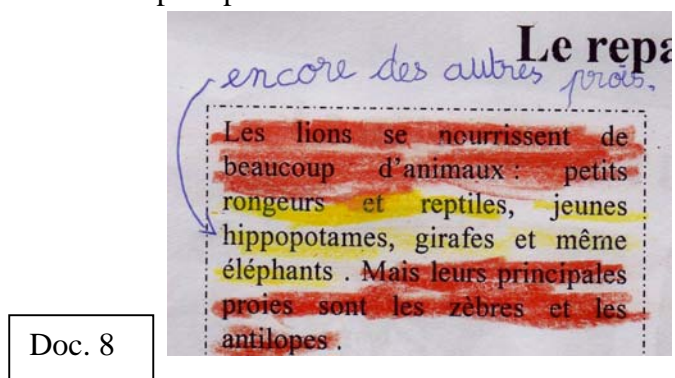 Le repa
encore des autres prois.
Les lions se nourrissent de
beaucoup d'animaux : petits
rongeurs et reptiles, jeunes
hippopotames, girafes et même
éléphants . Mais leurs principales
proies sont les zèbres et les
antilopes .
Doc. 8